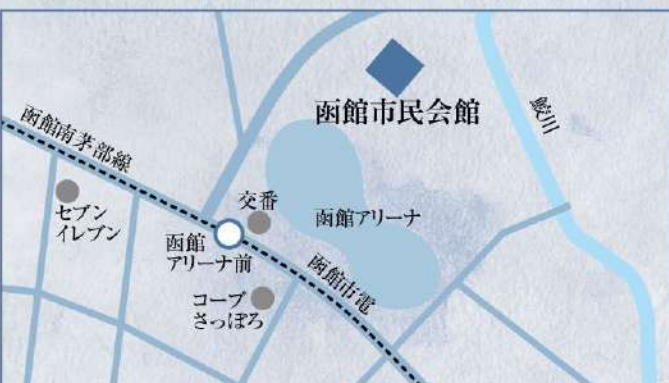 函館市民会館
鮫川
函館南茅部線
セブン
イレブン
交番
函館アリーナ
函館
アリーナ前
函館市電
コープ
さっぽろ